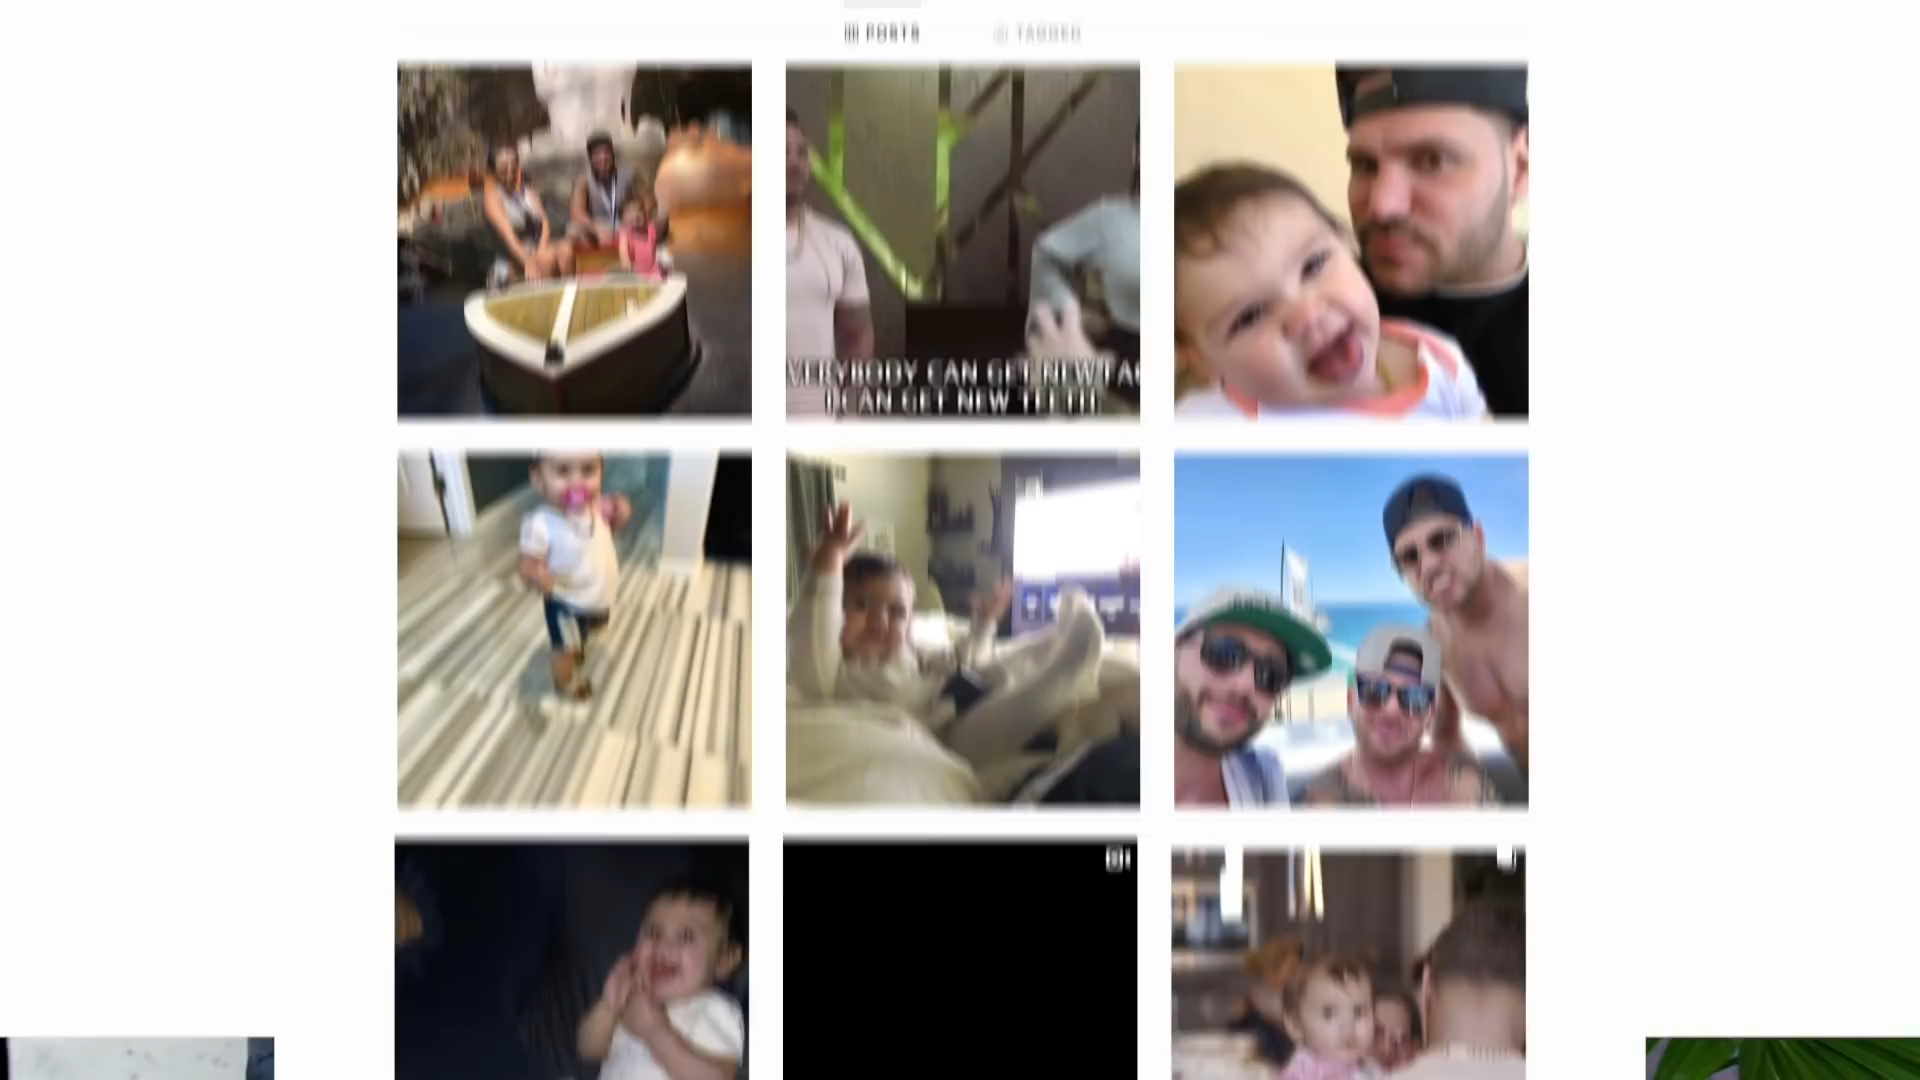 POSTS
TAGGED
VERYBODY CAN GET NEW FAC
I CAN GET NEW TEETH